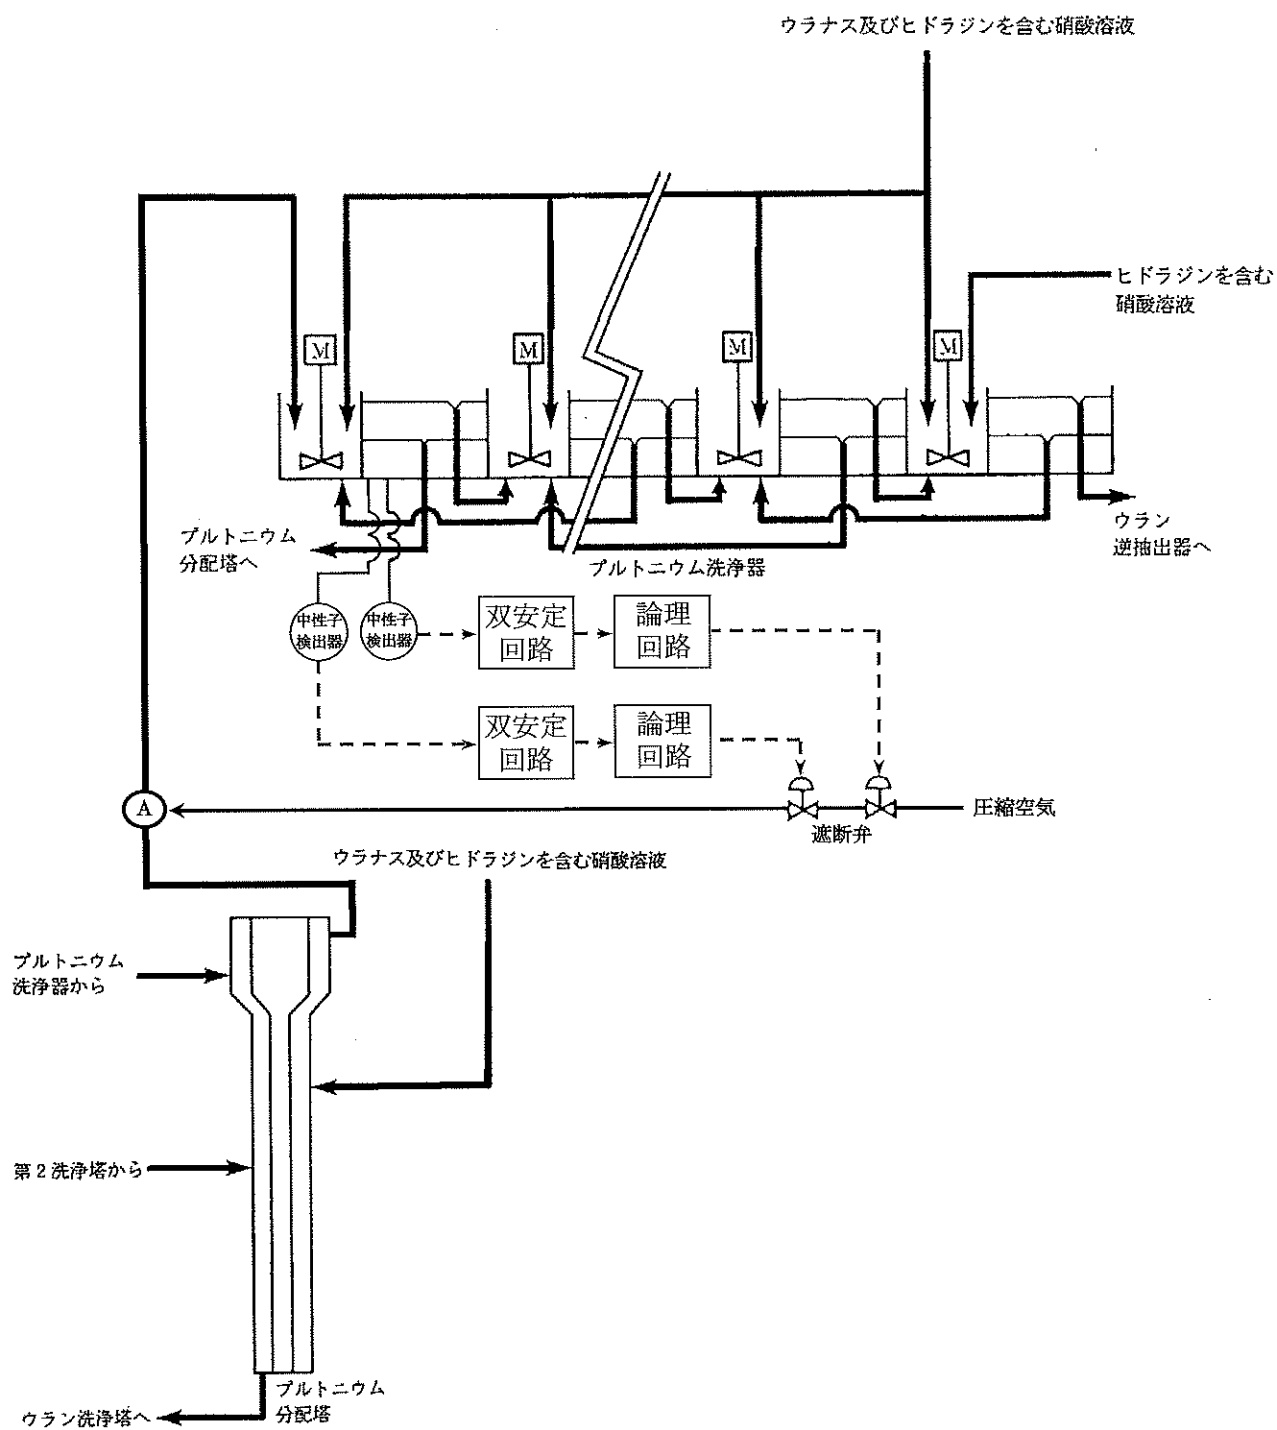 ウラナス及びヒドラジンを含む硝酸溶液
ヒドラジンを含む
硝酸溶液
M
M
M
M
プルトニウム
分配塔へ
プルトニウム洗浄器
ウラン
逆抽出器へ
中性子
検出器
中性子
検出器
双安定
回路
論理
回路
双安定
回路
論理
回路
A
圧縮空気
遮断弁
ウラナス及びヒドラジンを含む硝酸溶液
プルトニウム
洗浄器から
第2洗浄塔から
プルトニウム
分配塔
ウラン洗浄塔へ